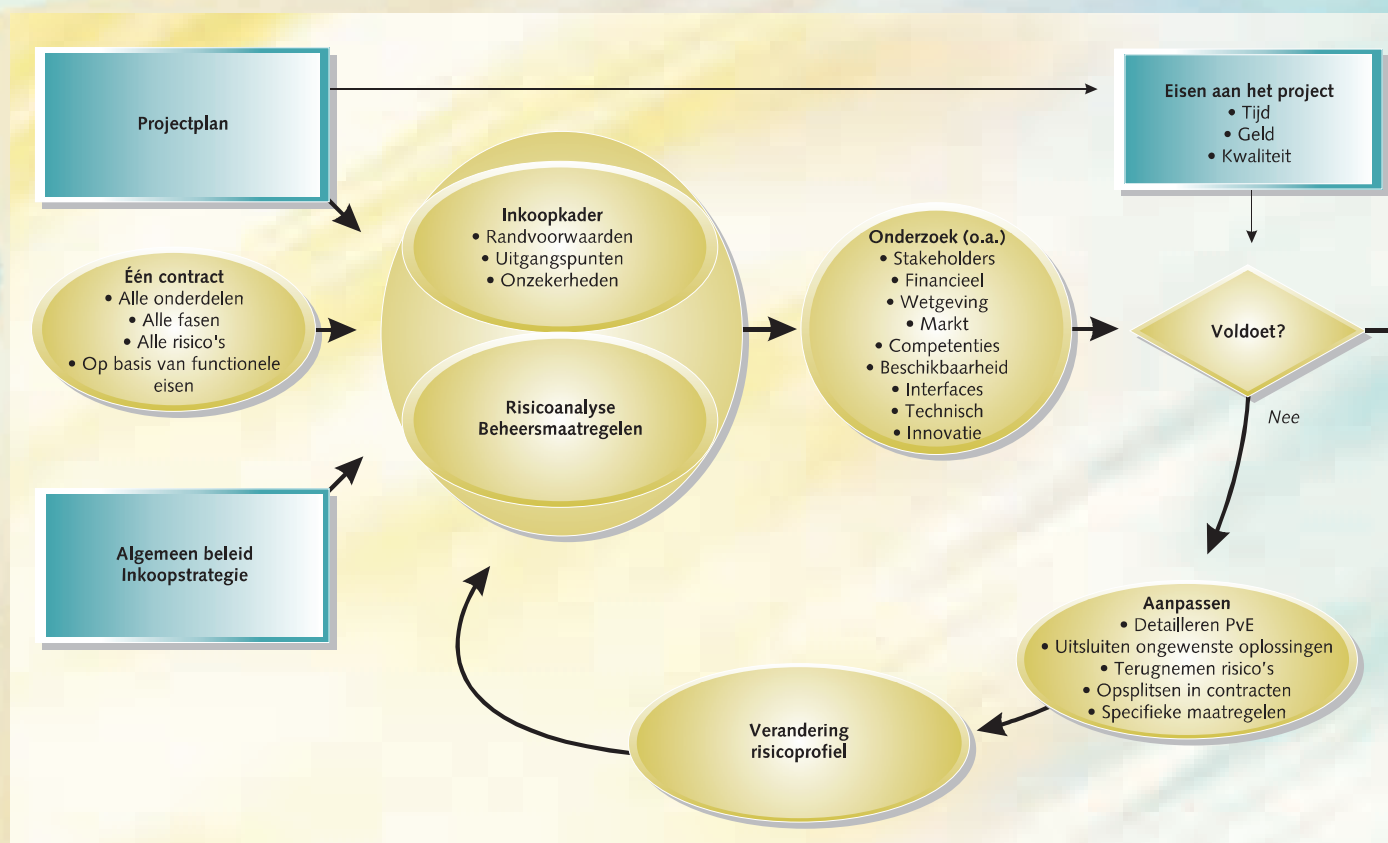 Projectplan
Eisen aan het project
• Tijd
• Geld
• Kwaliteit
Één contract
• Alle onderdelen
• Alle fasen
• Alle risico's
• Op basis van functionele
eisen
Inkoopkader
• Randvoorwaarden
• Uitgangspunten
• Onzekerheden
Risicoanalyse
Beheersmaatregelen
Onderzoek (o.a.)
• Stakeholders
• Financieel
• Wetgeving
• Markt
• Competenties
• Beschikbaarheid
• Interfaces
• Technisch
• Innovatie
Voldoet?
Nee
Algemeen beleid
Inkoopstrategie
Aanpassen
• Detailleren PvE
• Uitsluiten ongewenste oplossingen
• Terugnemen risico's
• Opsplitsen in contracten
• Specifieke maatregelen
Verandering
risicoprofiel